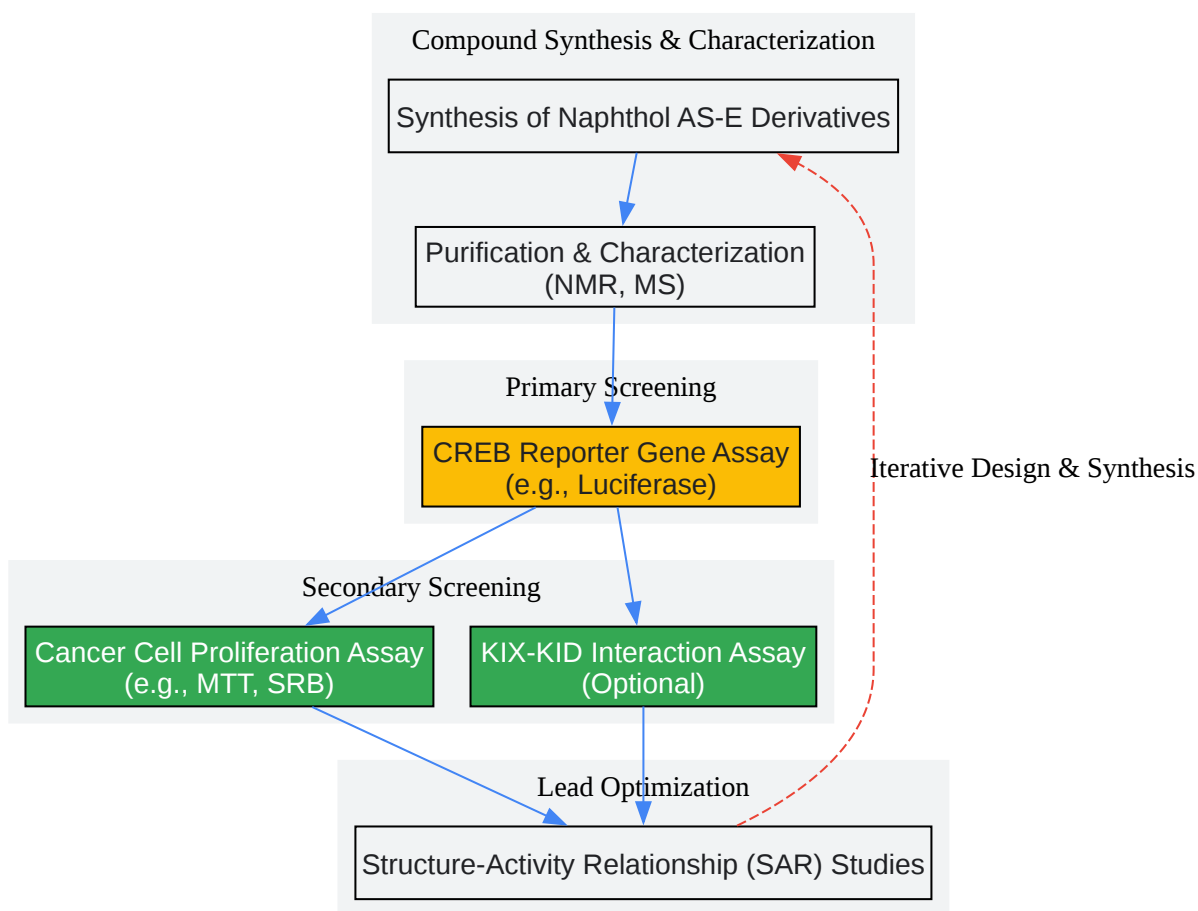 Compound Synthesis & Characterization
Synthesis of Naphthol AS-E Derivatives
Purification & Characterization
(NMR, MS)
Primary Screening
CREB Reporter Gene Assay
(e.g., Luciferase)
Iterative Design & Synthesis
Secondary Screening
Cancer Cell Proliferation Assay
(e.g., MTT, SRB)
KIX-KID Interaction Assay
(Optional)
Lead Optimization
Structure-Activity Relationship (SAR) Studies